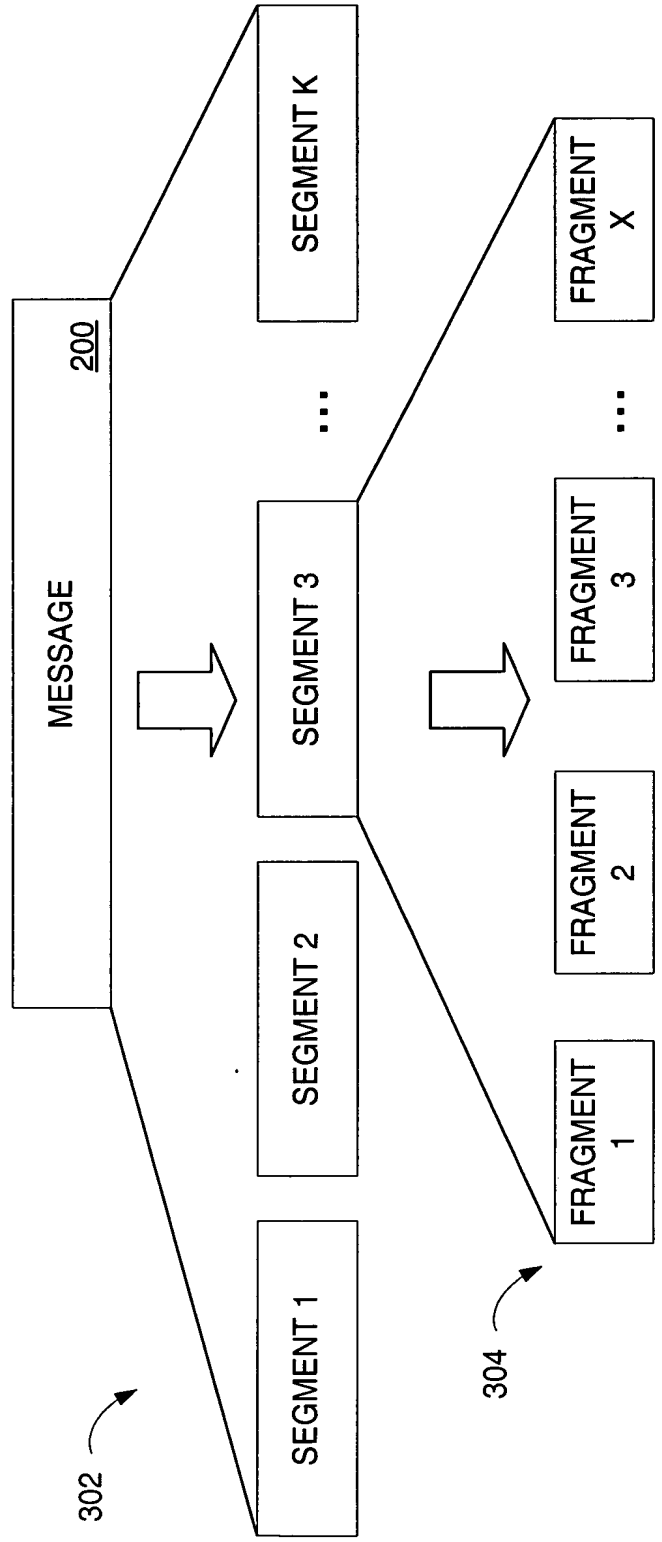 MESSAGE
200
302
SEGMENT 1
SEGMENT 2
SEGMENT 3
...
SEGMENT K
304
FRAGMENT
1
FRAGMENT
2
FRAGMENT
3
...
FRAGMENT
X